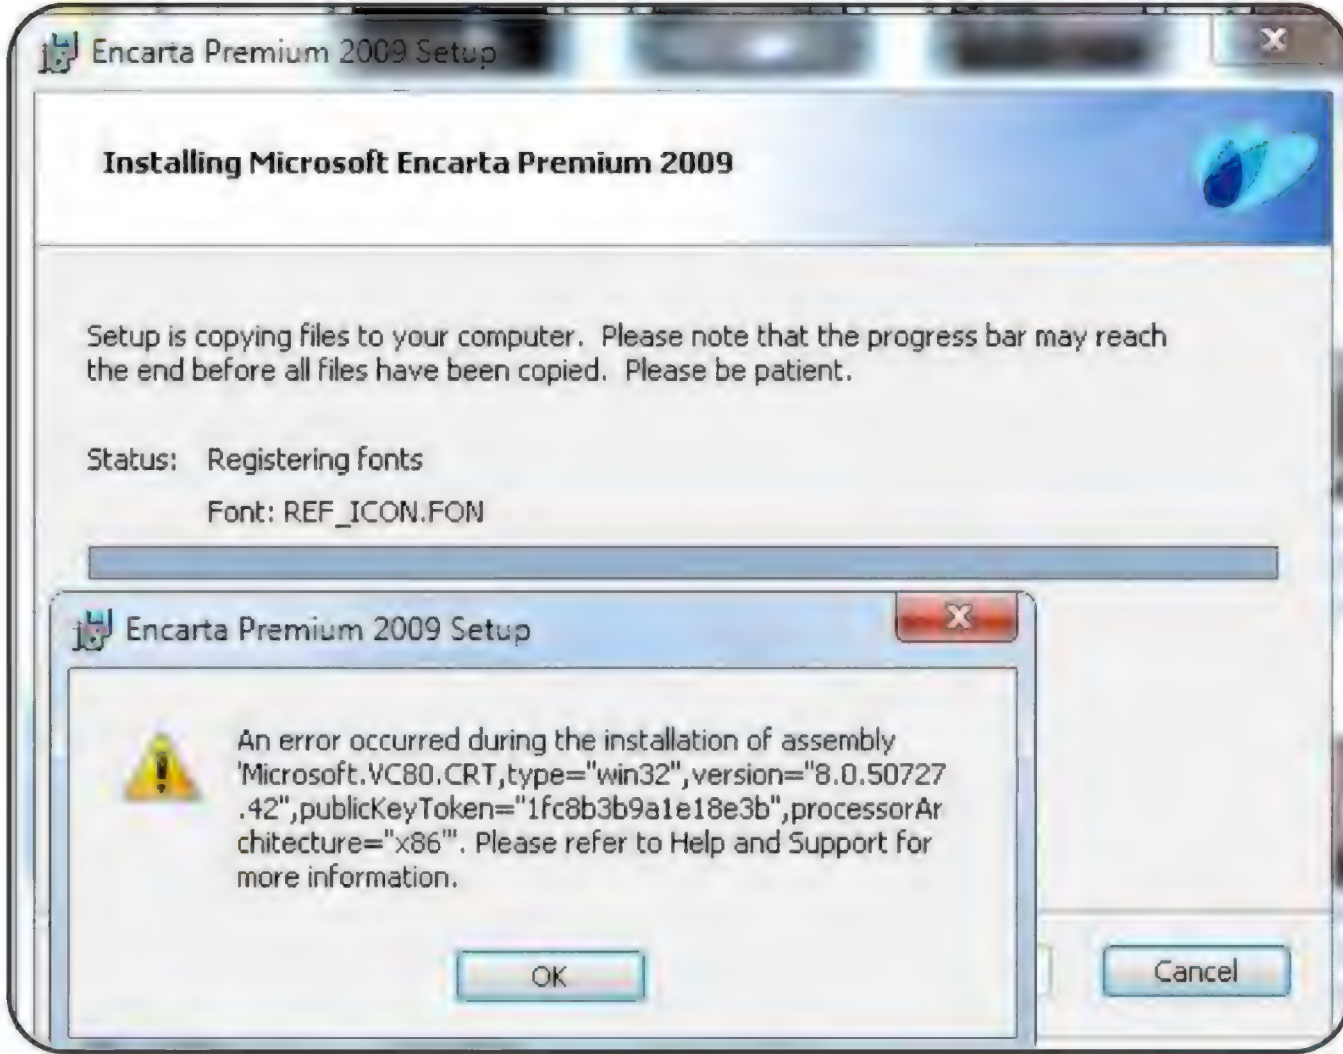 Encarta Premium 2009 Setup
Installing Microsoft Encarta Premium 2009
Setup is copying files to your computer.  Please note that the progress bar may reach
the end before all files have been copied.  Please be patient.
Status: Registering fonts
Font: REF_ICON.FON
Encarta Premium 2009 Setup
An error occurred during the installation of assembly
'Microsoft.VC80.CRT,type="win32",version="8.0.50727
.42",publicKeyToken="1fc8b3b9a1e18e3b",processorAr
chitecture="x86"'. Please refer to Help and Support for
more information.
OK
Cancel